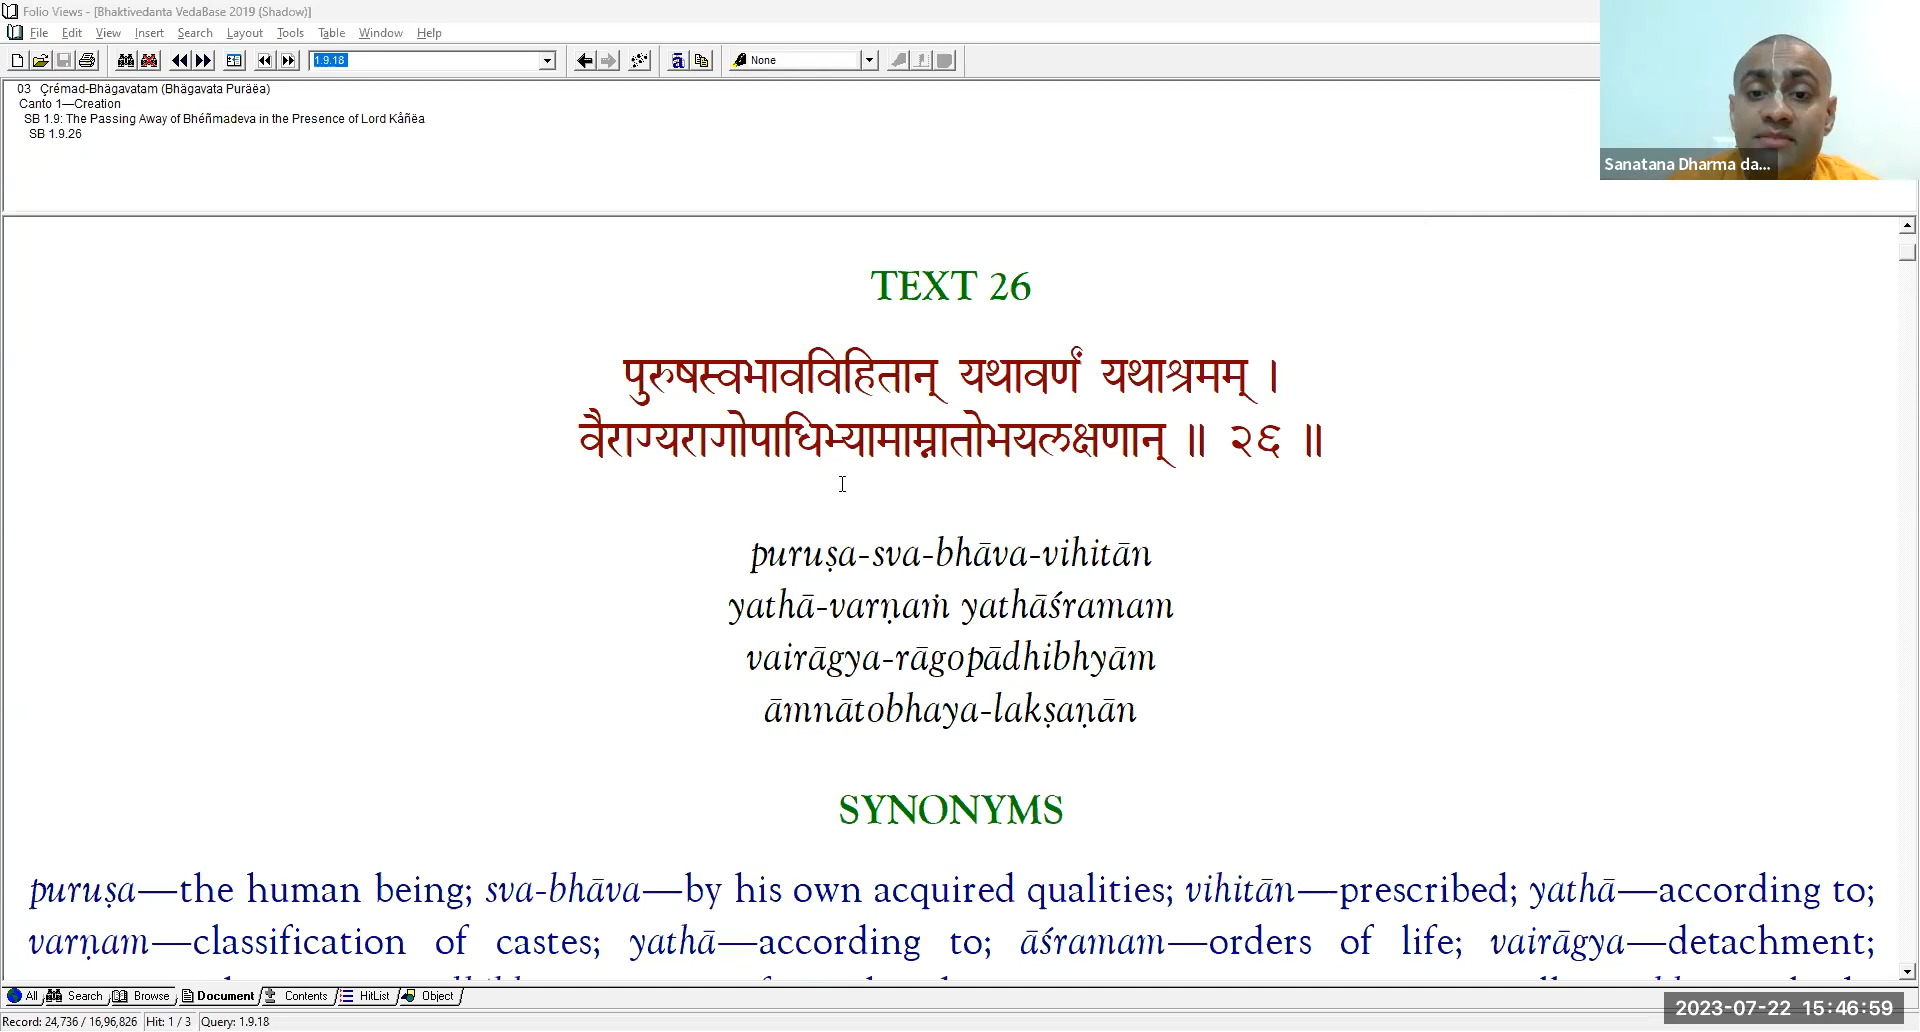 Folio Views - [Bhaktivedanta VedaBase 2019 (Shadow)]
File Edit View Insert Search Layout Tools Table Window Help
1.9.18 None
03 Çrémad-Bhägavatam (Bhägavata Puräëa)
Canto 1—Creation
SB 1.9: The Passing Away of Bhéñmadeva in the Presence of Lord Kåñëa
SB 1.9.26
Sanatana Dharma da...
TEXT 26
पुरुषस्वभावविहितान् यथावर्णं यथाश्रमम् ।
वैराग्यरागोपाधिभ्यामाम्नातोभयलक्षणान् ॥ २६ ॥
puruṣa-sva-bhāva-vihitān
yathā-varṇaṁ yathāśramam
vairāgya-rāgopādhibhyām
āmnātobhaya-lakṣaṇān
SYNONYMS
puruṣa—the human being; sva-bhāva—by his own acquired qualities; vihitān—prescribed; yathā—according to;
varṇam—classification of castes; yathā—according to; āśramam—orders of life; vairāgya—detachment;
All Search Browse Document Contents HitList Object
2023-07-22 15:46:59
Record: 24,736 / 16,96,826 Hit: 1 / 3 Query: 1.9.18